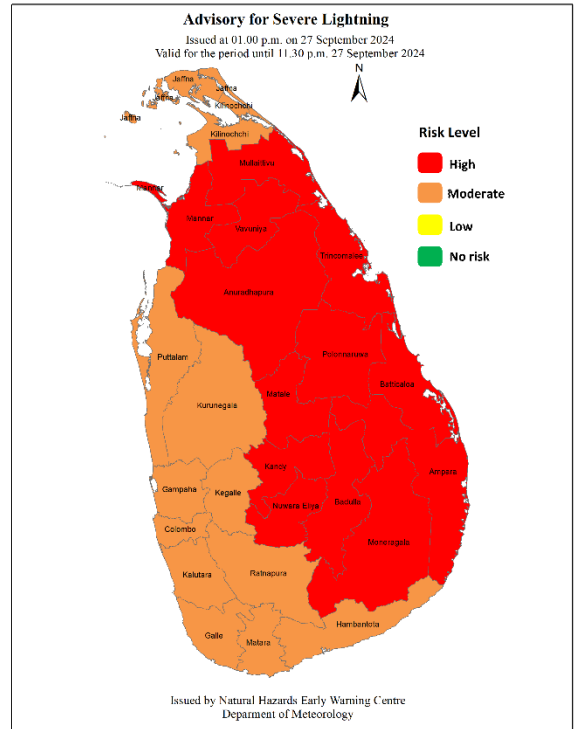 Advisory for Severe Lightning
Issued at 01.00 p.m. on 27 September 2024
Valid for the period until 11.30 p.m. 27 September 2024
N
Jaffna
Jaffna
Jaffna
Kilinochchi
Jaffna
Kilinochchi
Risk Level
High
Moderate
Low
No risk
Mullaitivu
Mannar
Mannar
Vavuniya
Trincomalee
Anuradhapura
Puttalam
Polonnaruwa
Batticaloa
Kurunegala
Matale
Kandy
Ampara
Gampaha
Kegalle
Nuwara Eliya
Badulla
Colombo
Moneragala
Kalutara
Ratnapura
Hambantota
Galle
Matara
Issued by Natural Hazards Early Warning Centre
Deparment of Meteorology